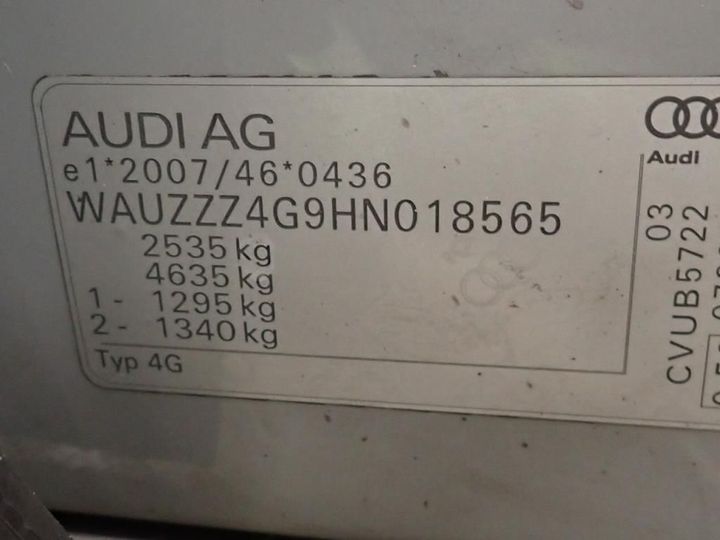 AUDI AG
e1*2007/46*0436
WAUZZZ4G9HN018565
2535 kg
4635 kg
1 - 1295 kg
2 - 1340 kg
Typ 4G
Audi
03
CVUB5722